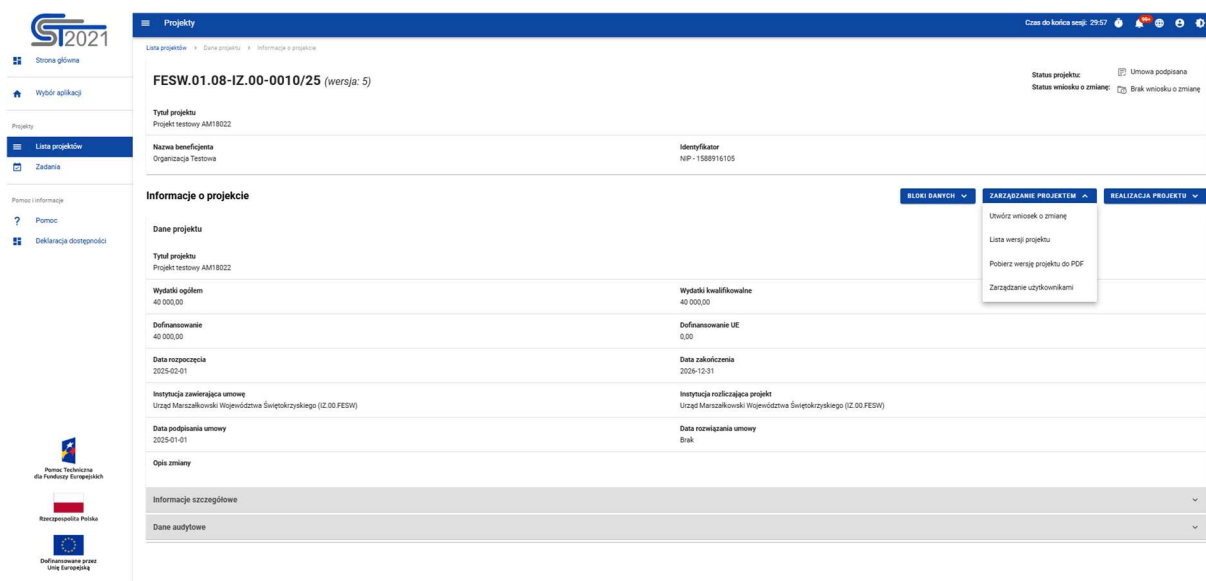 ST2021
Strona główna
Wybór aplikacji
Projekty
Lista projektów
Zadania
Pomoc i informacje
? Pomoc
Deklaracja dostępności
Pomoc Techniczna
dla Funduszy Europejskich
Rzeczpospolita Polska
Dofinansowane przez
Unię Europejską
Projekty
Czas do końca sesji: 29:57
99+
Lista projektów > Dane projektu > Informacje o projekcie
FESW.01.08-IZ.00-0010/25 (wersja: 5)
Status projektu: Umowa podpisana
Status wniosku o zmianę: Brak wniosku o zmianę
Tytuł projektu
Projekt testowy AM18022
Nazwa beneficjenta
Organizacja Testowa
Identyfikator
NIP - 1588916105
Informacje o projekcie
BLOKI DANYCH
ZARZĄDZANIE PROJEKTEM
REALIZACJA PROJEKTU
Utwórz wniosek o zmianę
Lista wersji projektu
Pobierz wersję projektu do PDF
Zarządzanie użytkownikami
Dane projektu
Tytuł projektu
Projekt testowy AM18022
Wydatki ogółem
40 000,00
Wydatki kwalifikowalne
40 000,00
Dofinansowanie
40 000,00
Dofinansowanie UE
0,00
Data rozpoczęcia
2025-02-01
Data zakończenia
2026-12-31
Instytucja zawierająca umowę
Urząd Marszałkowski Województwa Świętokrzyskiego (IZ.00.FESW)
Instytucja rozliczająca projekt
Urząd Marszałkowski Województwa Świętokrzyskiego (IZ.00.FESW)
Data podpisania umowy
2025-01-01
Data rozwiązania umowy
Brak
Opis zmiany
Informacje szczegółowe
Dane audytowe